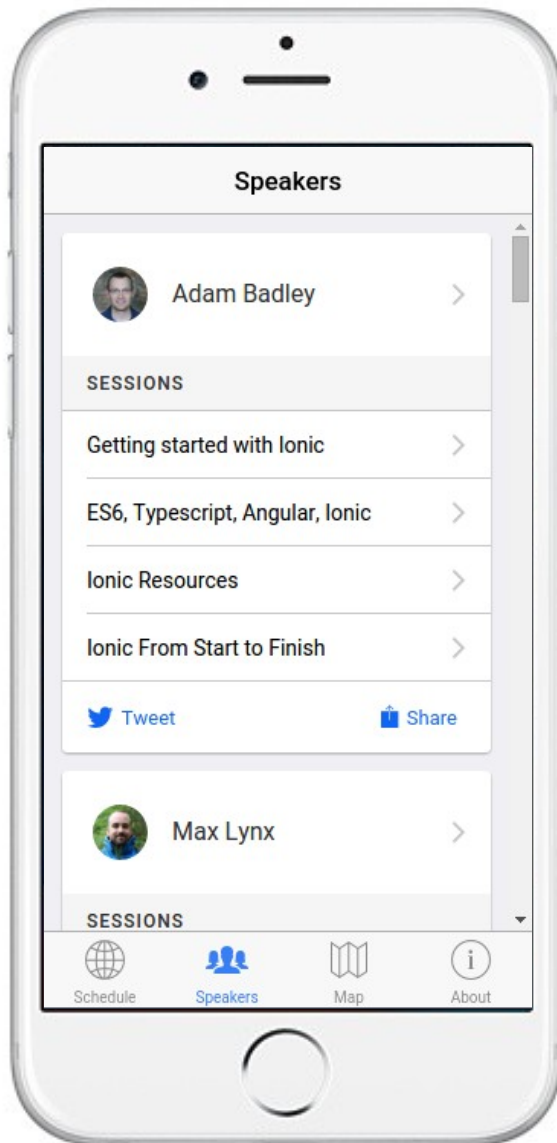 Speakers
Adam Badley
SESSIONS
Getting started with Ionic
ES6, Typescript, Angular, Ionic
Ionic Resources
Ionic From Start to Finish
Tweet Share
Max Lynx
SESSIONS
Schedule Speakers Map About